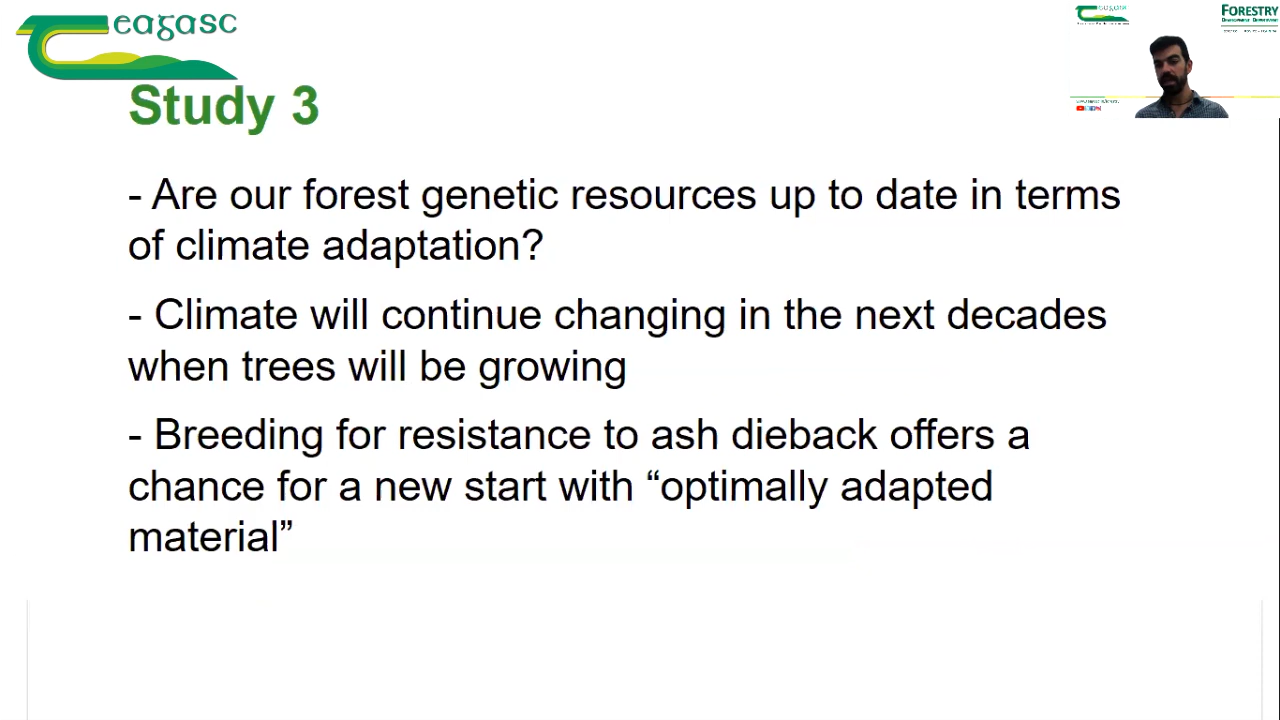 Teagasc
Study 3
- Are our forest genetic resources up to date in terms
of climate adaptation?
- Climate will continue changing in the next decades
when trees will be growing
- Breeding for resistance to ash dieback offers a
chance for a new start with “optimally adapted
material”
teagasc
FORESTRY